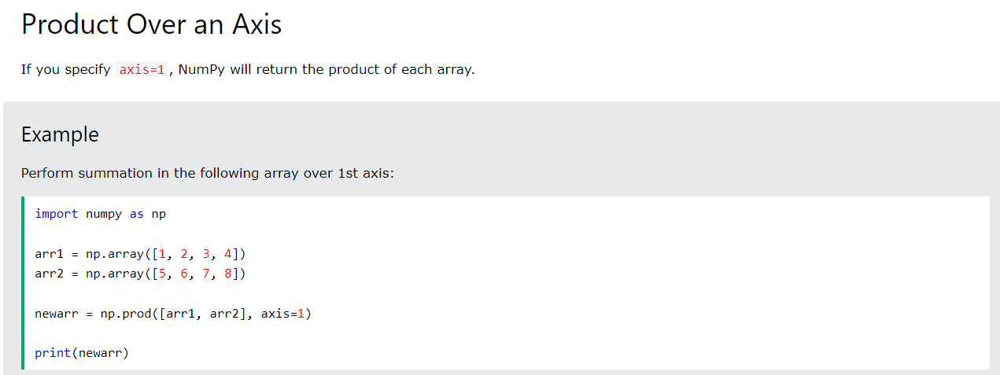 Product Over an Axis
If you specify axis=1, NumPy will return the product of each array.
Example
Perform summation in the following array over 1st axis:
import numpy as np
arr1 = np.array([1, 2, 3, 4])
arr2 = np.array([5, 6, 7, 8])
newarr = np.prod([arr1, arr2], axis=1)
print(newarr)